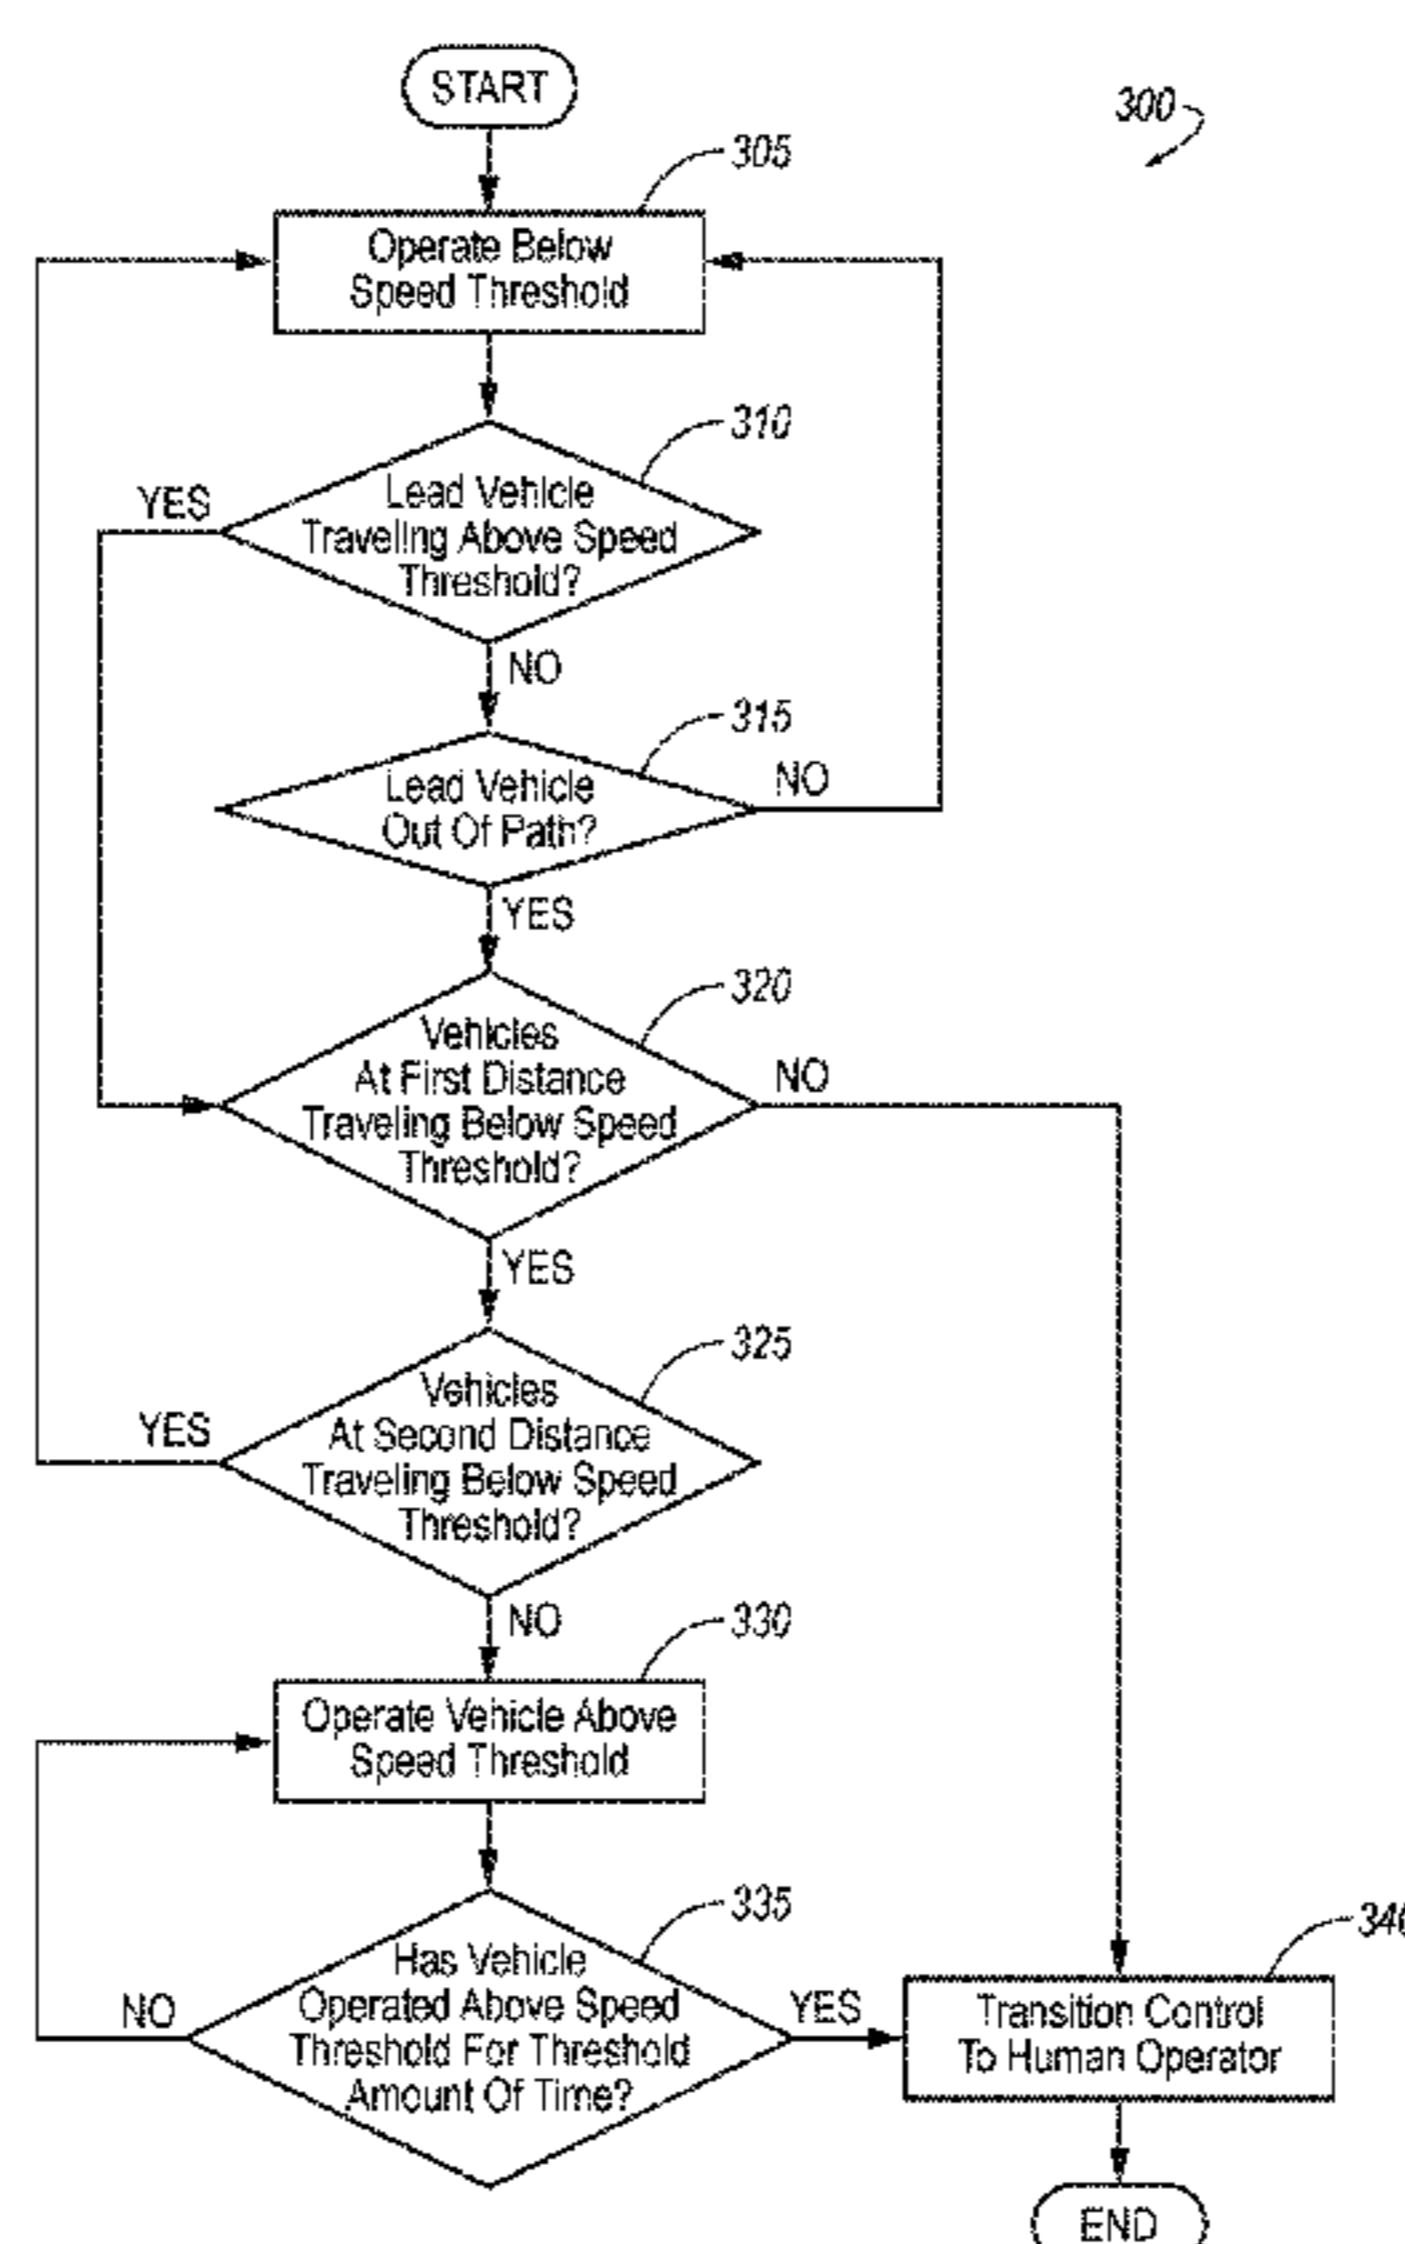 START
300
305
Operate Below
Speed Threshold
310
YES
Lead Vehicle
Traveling Above Speed
Threshold?
NO
315
Lead Vehicle
Out Of Path?
NO
YES
320
Vehicles
At First Distance
Traveling Below Speed
Threshold?
NO
YES
325
Vehicles
At Second Distance
Traveling Below Speed
Threshold?
YES
NO
330
Operate Vehicle Above
Speed Threshold
335
Has Vehicle
Operated Above Speed
Threshold For Threshold
Amount Of Time?
NO
YES
340
Transition Control
To Human Operator
END